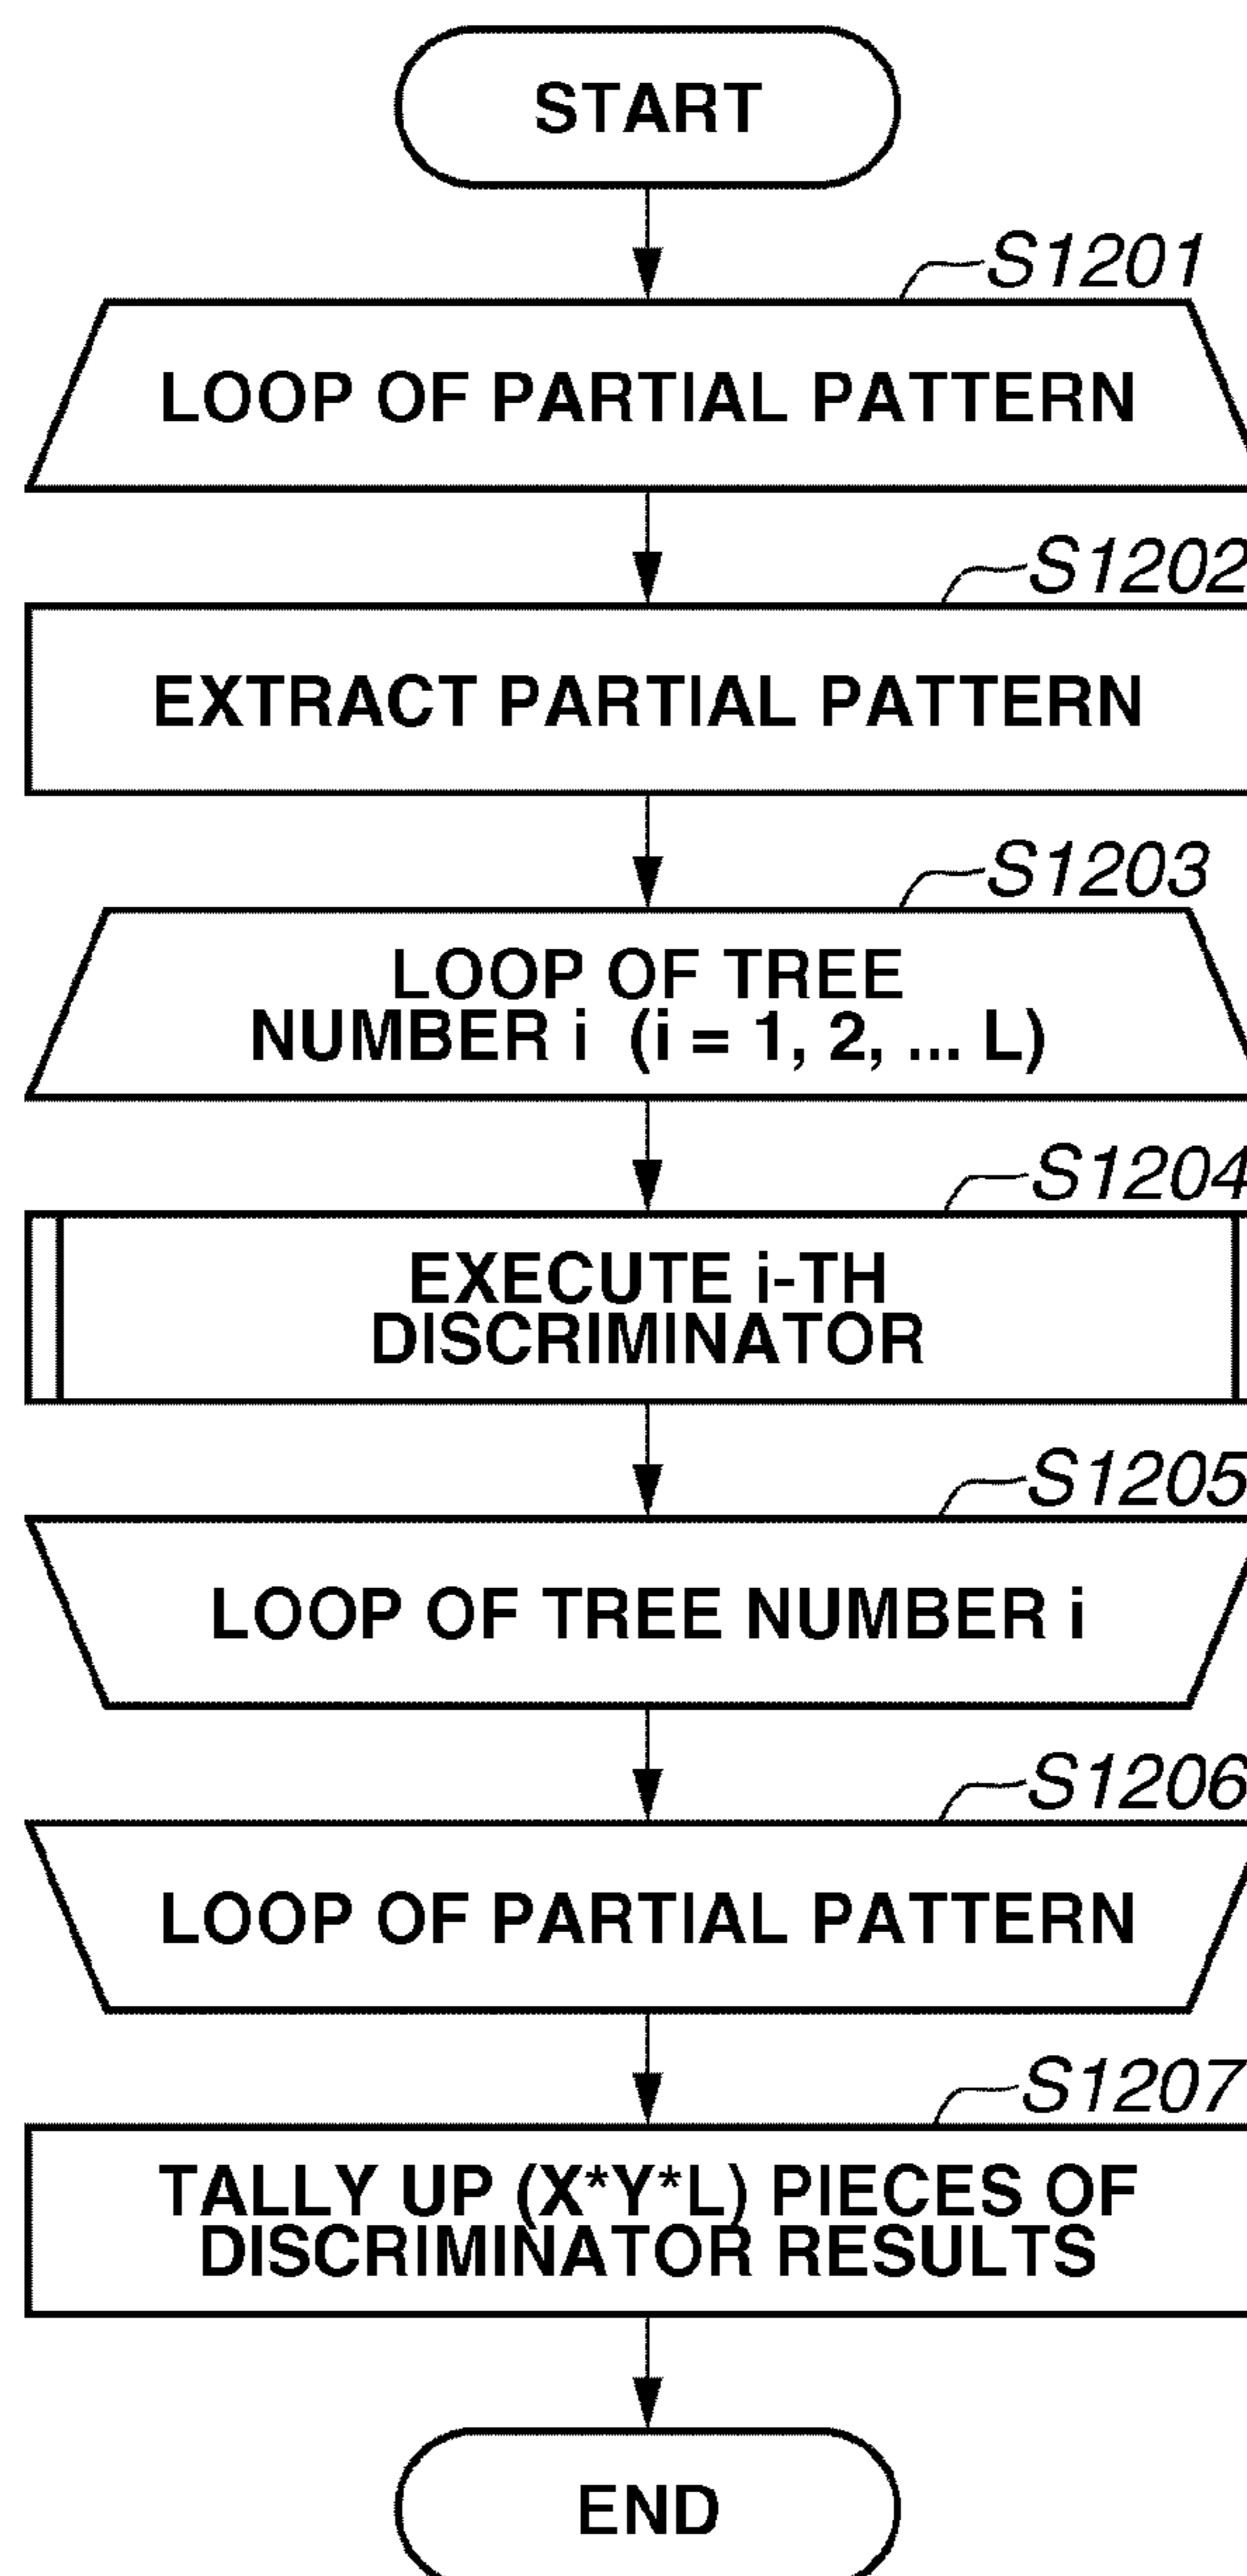 START
S1201
LOOP OF PARTIAL PATTERN
S1202
EXTRACT PARTIAL PATTERN
S1203
LOOP OF TREE
NUMBER i (i = 1, 2, ... L)
S1204
EXECUTE i-TH
DISCRIMINATOR
S1205
LOOP OF TREE NUMBER i
S1206
LOOP OF PARTIAL PATTERN
S1207
TALLY UP (X*Y*L) PIECES OF
DISCRIMINATOR RESULTS
END